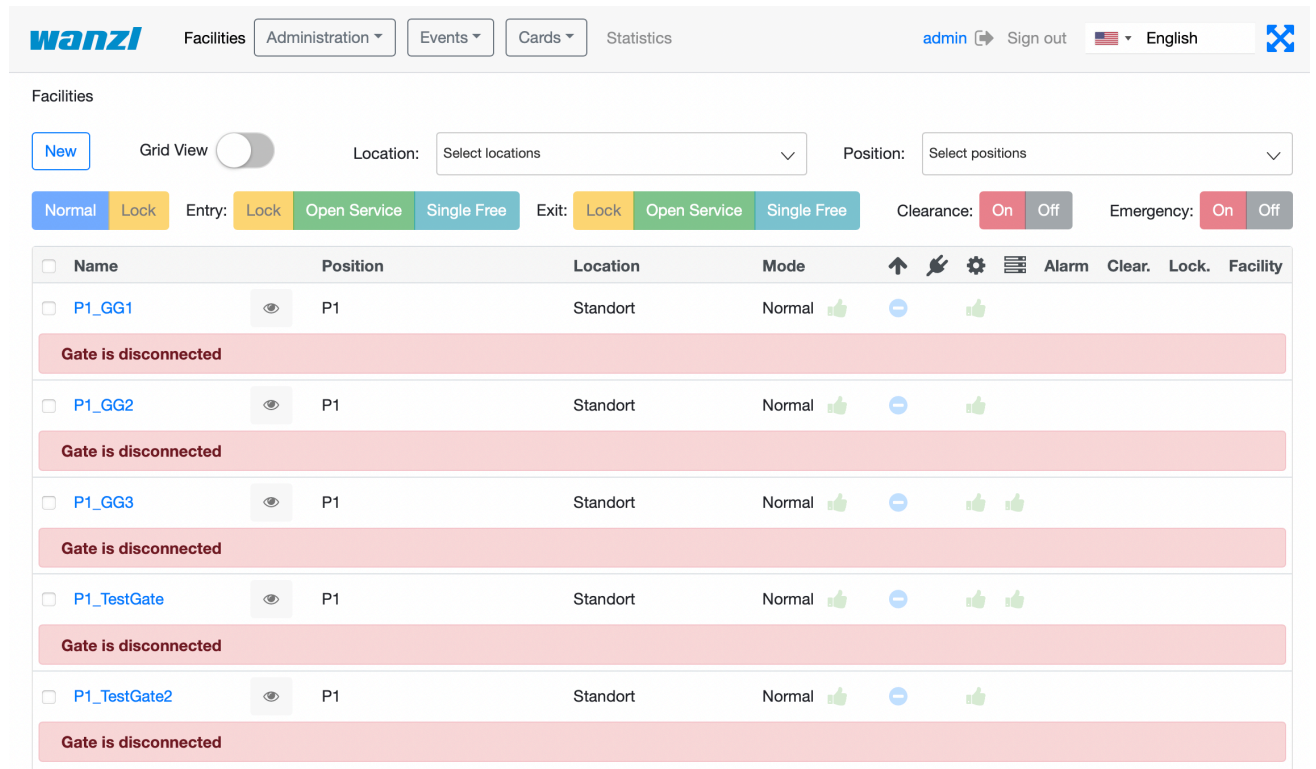 wanzl Facilities Administration Events Cards Statistics admin Sign out English
Facilities
New Grid View Location: Select locations Position: Select positions
Normal Lock Entry: Lock Open Service Single Free Exit: Lock Open Service Single Free Clearance: On Off Emergency: On Off
Name Position Location Mode Alarm Clear. Lock. Facility
P1_GG1 P1 Standort Normal
Gate is disconnected
P1_GG2 P1 Standort Normal
Gate is disconnected
P1_GG3 P1 Standort Normal
Gate is disconnected
P1_TestGate P1 Standort Normal
Gate is disconnected
P1_TestGate2 P1 Standort Normal
Gate is disconnected